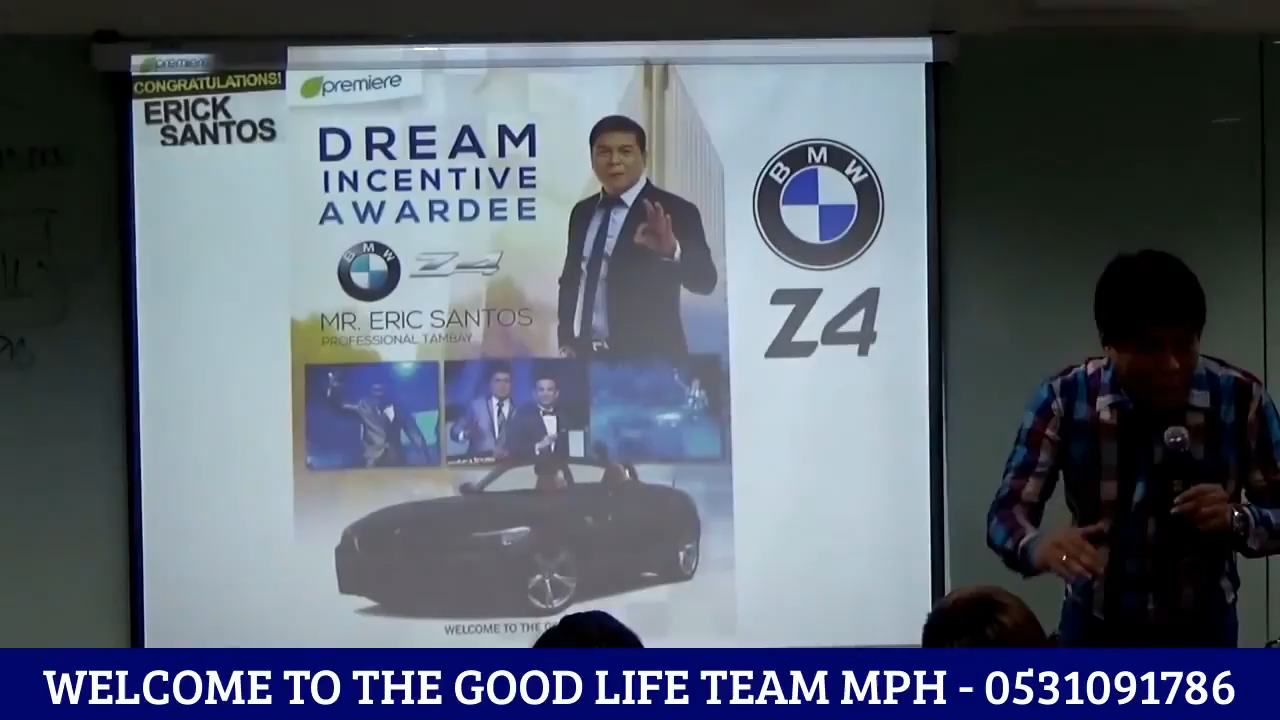 premiere
CONGRATULATIONS!
ERICK
SANTOS
premiere
DREAM
INCENTIVE
AWARDEE
BMW Z4
MR. ERIC SANTOS
PROFESSIONAL TAMBAY
BMW
Z4
WELCOME TO THE
WELCOME TO THE GOOD LIFE TEAM MPH - 0531091786